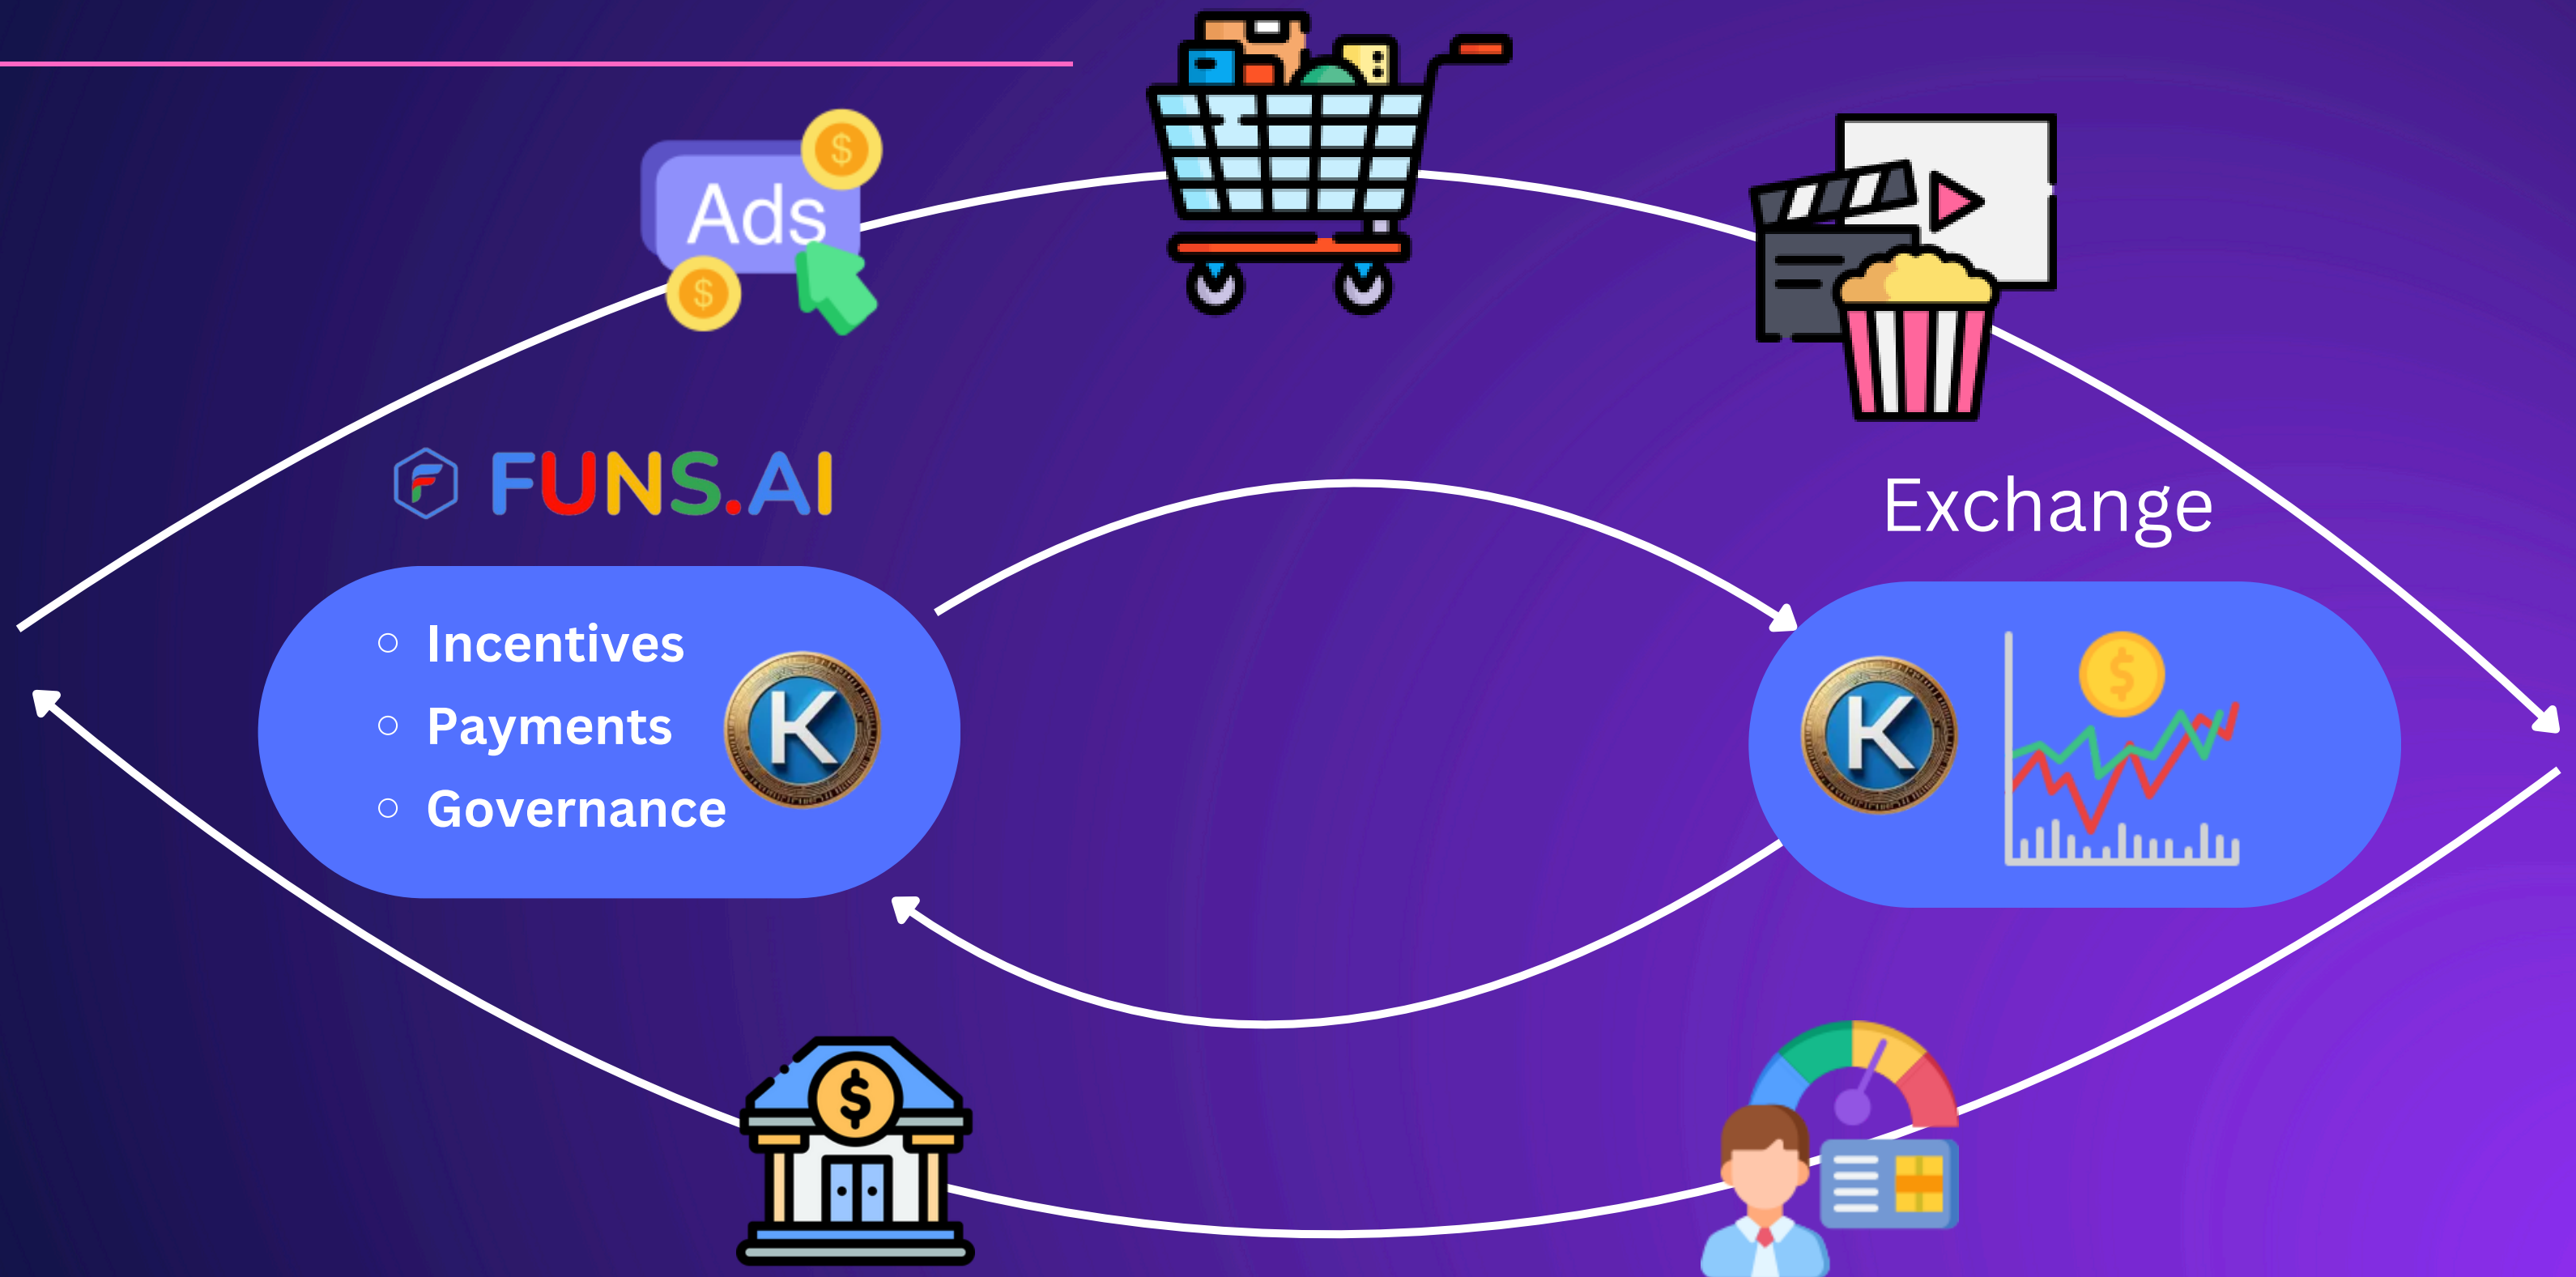 Ads
$
$
FUNS.AI
Exchange
Incentives
Payments
Governance
K
K
$
$